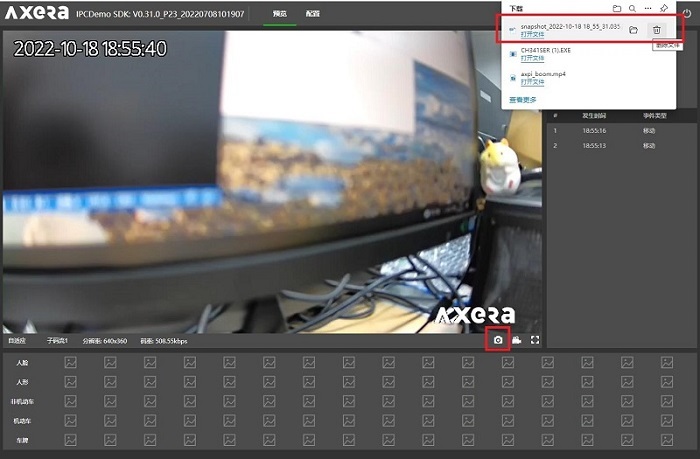 AXERA
IPCDemo SDK: V0.31.0_P23_20220708101907
预览
配置
下载
snapshot_2022-10-18 18_55_31.035
打开文件
删除文件
CH341SER (1).EXE
打开文件
axpi_boom.mp4
打开文件
查看更多
2022-10-18 18:55:40
# 发生时间 事件类型
1 18:55:16 移动
2 18:55:13 移动
AXERA
自适应 子码流1 分辨率: 640x360 码率: 508.55kbps
人脸
人形
非机动车
机动车
车牌